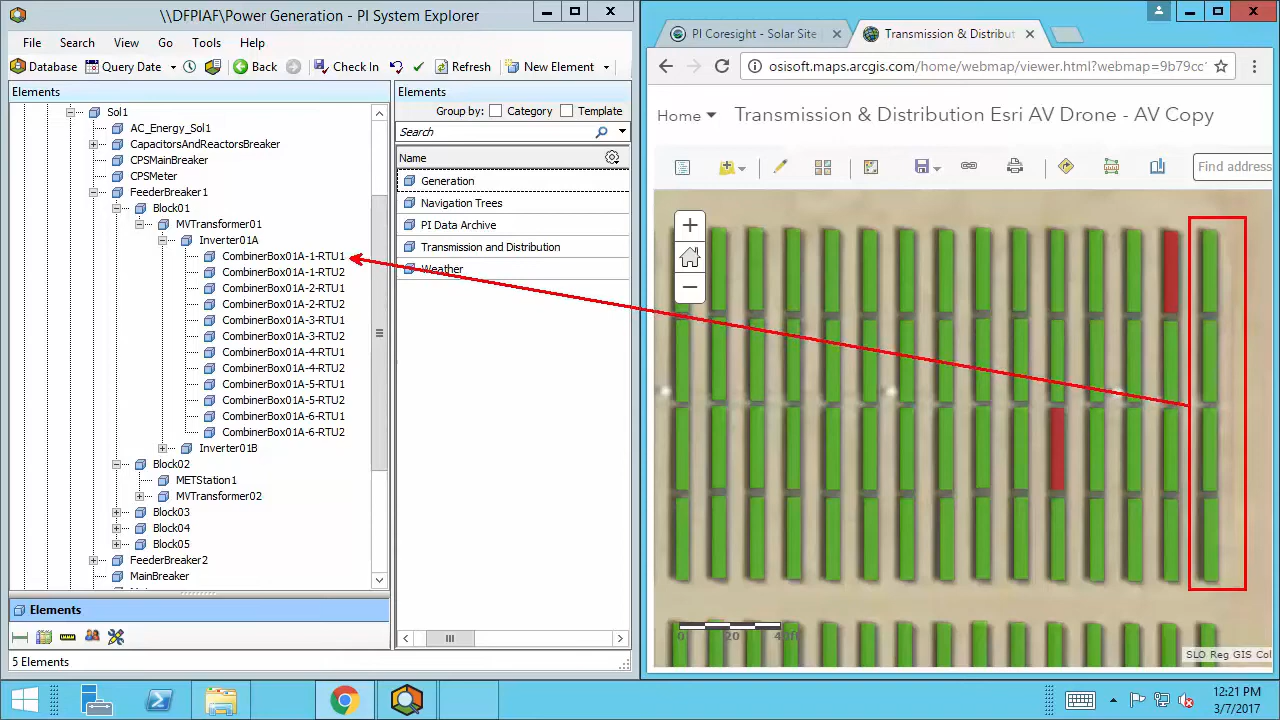 \\DFPIAF\Power Generation - PI System Explorer
File Search View Go Tools Help
Database Query Date Back Check In Refresh New Element
Elements
Sol1
AC_Energy_Sol1
CapacitorsAndReactorsBreaker
CPSMainBreaker
CPSMeter
FeederBreaker1
Block01
MVTransformer01
Inverter01A
CombinerBox01A-1-RTU1
CombinerBox01A-1-RTU2
CombinerBox01A-2-RTU1
CombinerBox01A-2-RTU2
CombinerBox01A-3-RTU1
CombinerBox01A-3-RTU2
CombinerBox01A-4-RTU1
CombinerBox01A-4-RTU2
CombinerBox01A-5-RTU1
CombinerBox01A-5-RTU2
CombinerBox01A-6-RTU1
CombinerBox01A-6-RTU2
Inverter01B
Block02
METStation1
MVTransformer02
Block03
Block04
Block05
FeederBreaker2
MainBreaker
Elements
5 Elements
Elements
Group by: Category Template
Search
Name
Generation
Navigation Trees
PI Data Archive
Transmission and Distribution
Weather
PI Coresight - Solar Site
Transmission & Distribut
osisoft.maps.arcgis.com/home/webmap/viewer.html?webmap=9b79cc
Home Transmission & Distribution Esri AV Drone - AV Copy
Find address
0 20 40ft
SLO Reg GIS Col
12:21 PM
3/7/2017